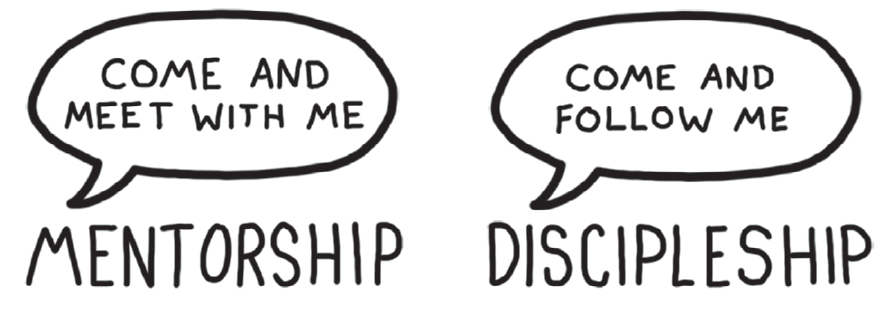 COME AND
MEET WITH ME
MENTORSHIP
COME AND
FOLLOW ME
DISCIPLESHIP